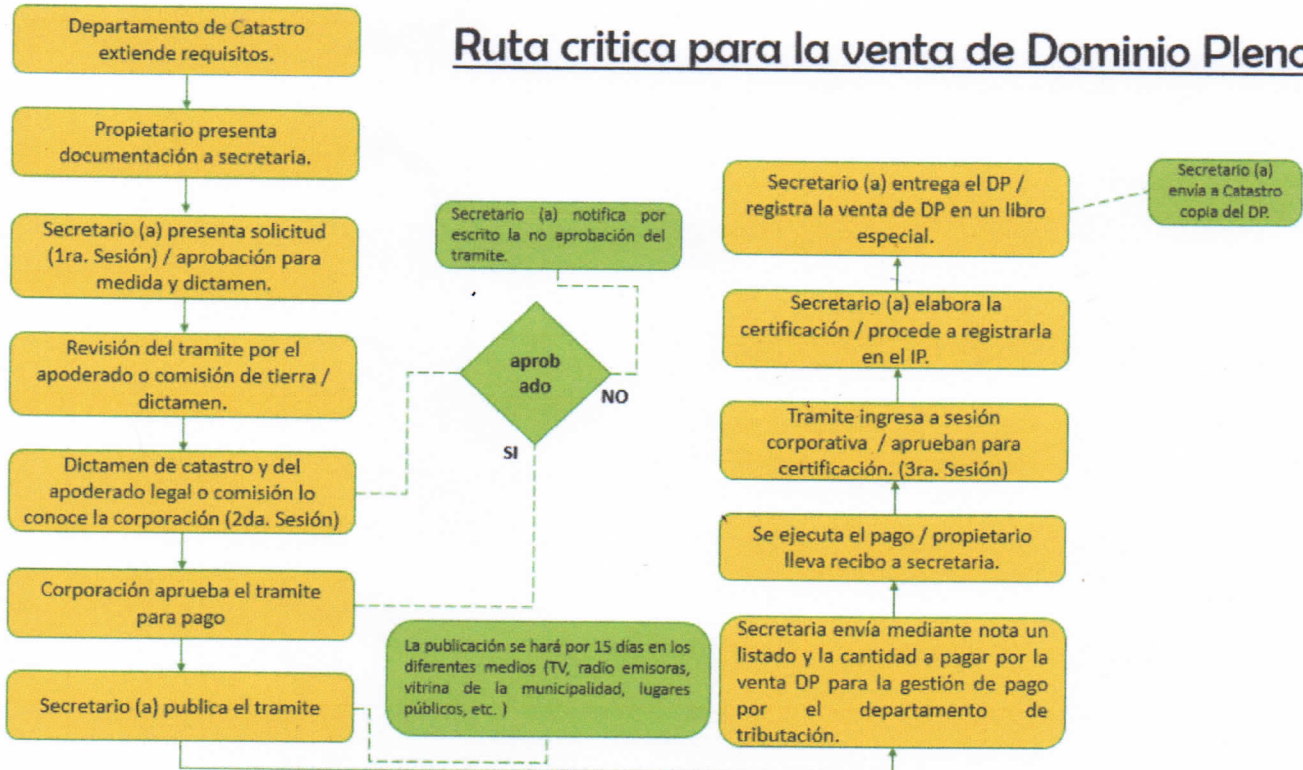 Ruta critica para la venta de Dominio Pleno
Departamento de Catastro
extiende requisitos.
Propietario presenta
documentación a secretaria.
Secretario (a) presenta solicitud
(1ra. Sesión) / aprobación para
medida y dictamen.
Revisión del tramite por el
apoderado o comisión de tierra /
dictamen.
Dictamen de catastro y del
apoderado legal o comisión lo
conoce la corporación (2da. Sesión)
Corporación aprueba el tramite
para pago
Secretario (a) publica el tramite
Secretario (a) notifica por
escrito la no aprobación del
tramite.
aprob
ado
NO
SI
La publicación se hará por 15 días en los
diferentes medios (TV, radio emisoras,
vitrina de la municipalidad, lugares
públicos, etc. )
Secretario (a) entrega el DP /
registra la venta de DP en un libro
especial.
Secretario (a)
envía a Catastro
copia del DP.
Secretario (a) elabora la
certificación / procede a registrarla
en el IP.
Trámite ingresa a sesión
corporativa / aprueban para
certificación. (3ra. Sesión)
Se ejecuta el pago / propietario
lleva recibo a secretaria.
Secretaria envía mediante nota un
listado y la cantidad a pagar por la
venta DP para la gestión de pago
por el departamento de
tributación.